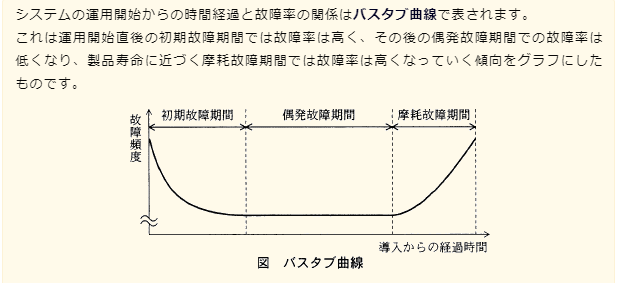 システムの運用開始からの時間経過と故障率の関係はバスタブ曲線で表されます。
これは運用開始直後の初期故障期間では故障率は高く、その後の偶発故障期間での故障率は
低くなり、製品寿命に近づく摩耗故障期間では故障率は高くなっていく傾向をグラフにした
ものです。
故障頻度
初期故障期間
偶発故障期間
摩耗故障期間
導入からの経過時間
図 バスタブ曲線